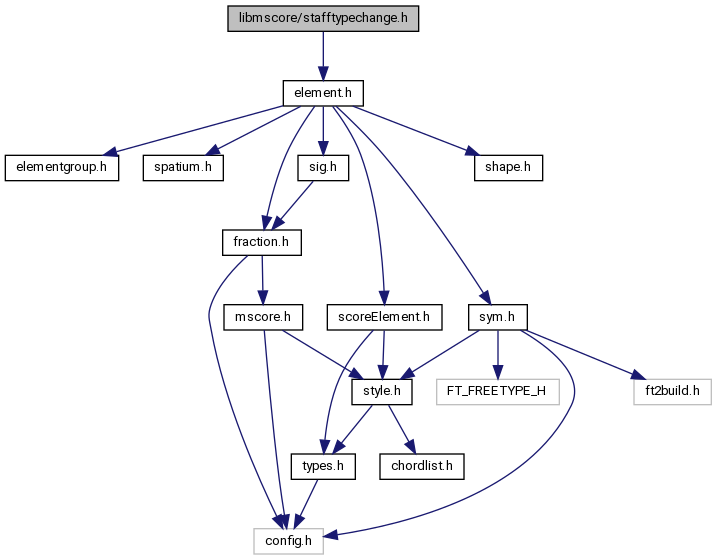 libmscore/stafftypechange.h
element.h
elementgroup.h
spatium.h
sig.h
shape.h
fraction.h
mscore.h
scoreElement.h
sym.h
style.h
FT_FREETYPE_H
ft2build.h
types.h
chordlist.h
config.h